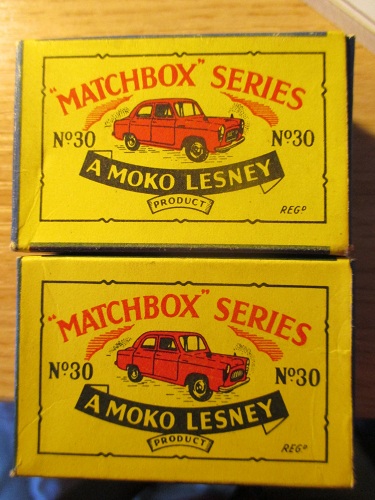 "MATCHBOX" SERIES
Nº30 Nº30
A MOKO LESNEY
PRODUCT
REGD
"MATCHBOX" SERIES
Nº30 Nº30
A MOKO LESNEY
PRODUCT
REGD